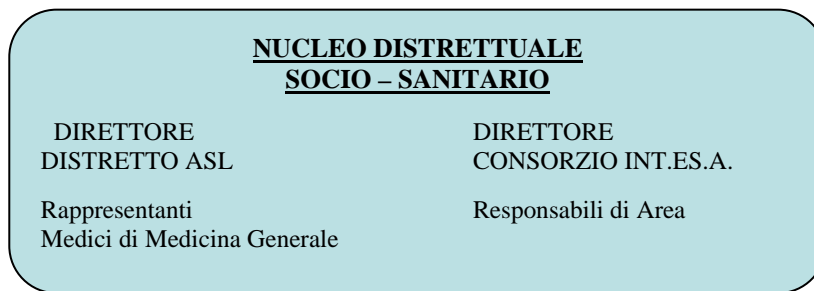 NUCLEO DISTRETTUALE
SOCIO – SANITARIO
DIRETTORE
DISTRETTO ASL
Rappresentanti
Medici di Medicina Generale
DIRETTORE
CONSORZIO INT.ES.A.
Responsabili di Area